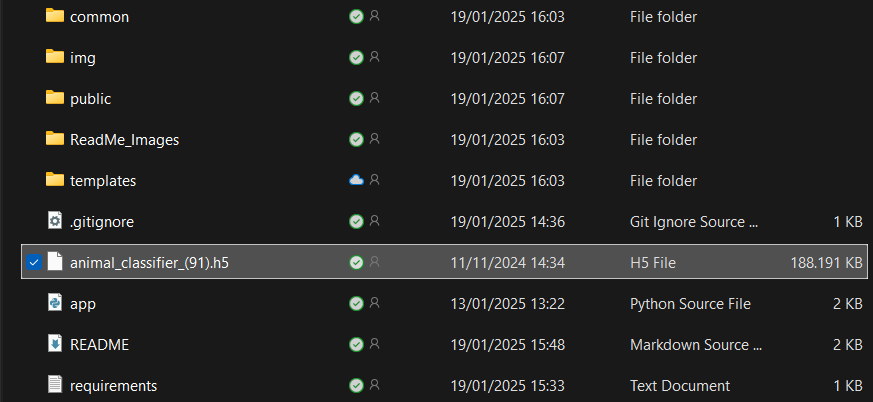 common 19/01/2025 16:03 File folder
img 19/01/2025 16:07 File folder
public 19/01/2025 16:07 File folder
ReadMe_Images 19/01/2025 16:03 File folder
templates 19/01/2025 16:03 File folder
.gitignore 19/01/2025 14:36 Git Ignore Source ... 1 KB
animal_classifier_(91).h5 11/11/2024 14:34 H5 File 188.191 KB
app 13/01/2025 13:22 Python Source File 2 KB
README 19/01/2025 15:48 Markdown Source ... 2 KB
requirements 19/01/2025 15:33 Text Document 1 KB